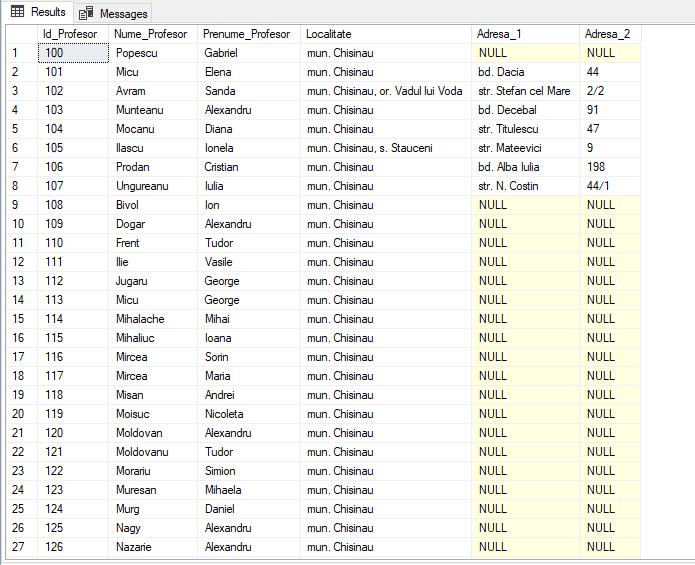 Results Messages
Id_Profesor Nume_Profesor Prenume_Profesor Localitate Adresa_1 Adresa_2
1 100 Popescu Gabriel mun. Chisinau NULL NULL
2 101 Micu Elena mun. Chisinau bd. Dacia 44
3 102 Avram Sanda mun. Chisinau, or. Vadul lui Voda str. Stefan cel Mare 2/2
4 103 Munteanu Alexandru mun. Chisinau bd. Decebal 91
5 104 Mocanu Diana mun. Chisinau str. Titulescu 47
6 105 Ilascu Ionela mun. Chisinau, s. Stauceni str. Mateevici 9
7 106 Prodan Cristian mun. Chisinau bd. Alba Iulia 198
8 107 Ungureanu Iulia mun. Chisinau str. N. Costin 44/1
9 108 Bivol Ion mun. Chisinau NULL NULL
10 109 Dogar Alexandru mun. Chisinau NULL NULL
11 110 Frent Tudor mun. Chisinau NULL NULL
12 111 Ilie Vasile mun. Chisinau NULL NULL
13 112 Jugaru George mun. Chisinau NULL NULL
14 113 Micu George mun. Chisinau NULL NULL
15 114 Mihalache Mihai mun. Chisinau NULL NULL
16 115 Mihaliuc Ioana mun. Chisinau NULL NULL
17 116 Mircea Sorin mun. Chisinau NULL NULL
18 117 Mircea Maria mun. Chisinau NULL NULL
19 118 Misan Andrei mun. Chisinau NULL NULL
20 119 Moisuc Nicoleta mun. Chisinau NULL NULL
21 120 Moldovan Alexandru mun. Chisinau NULL NULL
22 121 Moldovanu Tudor mun. Chisinau NULL NULL
23 122 Morariu Simion mun. Chisinau NULL NULL
24 123 Muresan Mihaela mun. Chisinau NULL NULL
25 124 Murg Daniel mun. Chisinau NULL NULL
26 125 Nagy Alexandru mun. Chisinau NULL NULL
27 126 Nazarie Alexandru mun. Chisinau NULL NULL